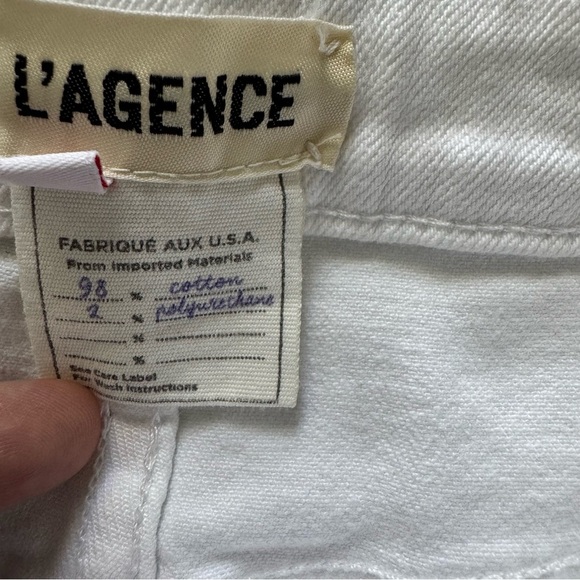 L'AGENCE
FABRIQUÉ AUX U.S.A.
From Imported Materials
98 % cotton
2 % polyurethane
%
%
See Care Label
For Wash Instructions